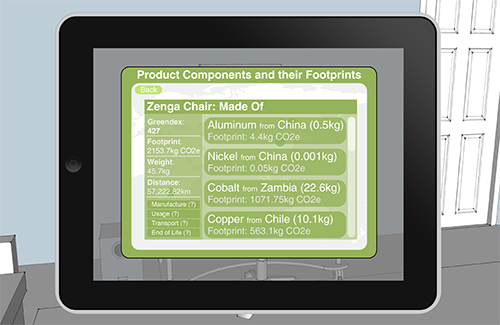 Product Components and their Footprints
Back
Zenga Chair: Made Of
Greendex:
427
Footprint:
2153.7kg CO2e
Weight:
45.7kg
Distance:
57,222.82km
Manufacture (?)
Usage (?)
Transport (?)
End of Life (?)
Aluminum from China (0.5kg)
Footprint: 4.4kg CO2e
Nickel from China (0.001kg)
Footprint: 0.05kg CO2e
Cobalt from Zambia (22.6kg)
Footprint: 1071.75kg CO2e
Copper from Chile (10.1kg)
Footprint: 563.1kg CO2e